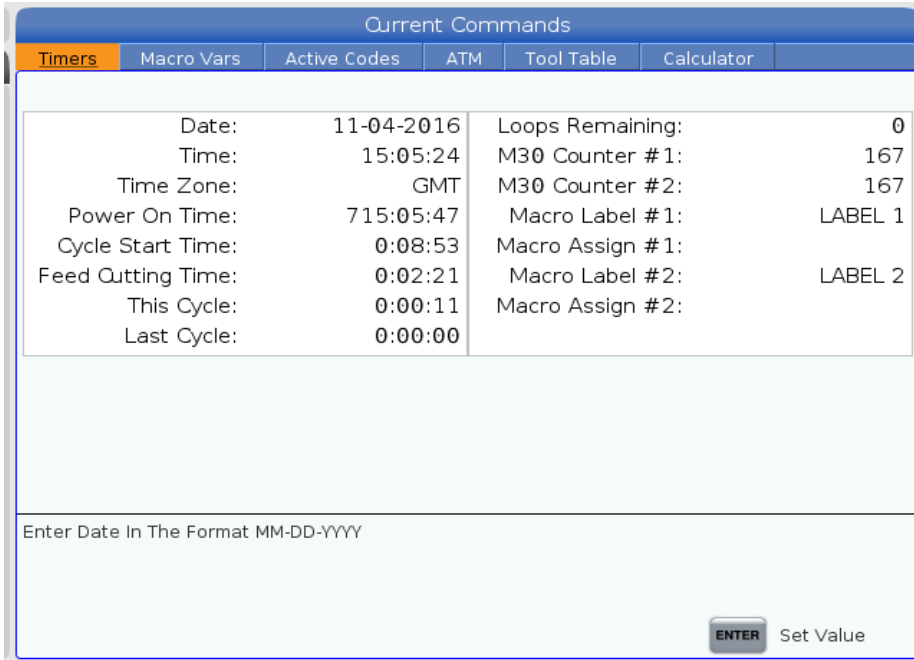 Current Commands
Timers Macro Vars Active Codes ATM Tool Table Calculator
Date: 11-04-2016 Loops Remaining: 0
Time: 15:05:24 M30 Counter #1: 167
Time Zone: GMT M30 Counter #2: 167
Power On Time: 715:05:47 Macro Label #1: LABEL 1
Cycle Start Time: 0:08:53 Macro Assign #1:
Feed Cutting Time: 0:02:21 Macro Label #2: LABEL 2
This Cycle: 0:00:11 Macro Assign #2:
Last Cycle: 0:00:00
Enter Date In The Format MM-DD-YYYY
ENTER Set Value